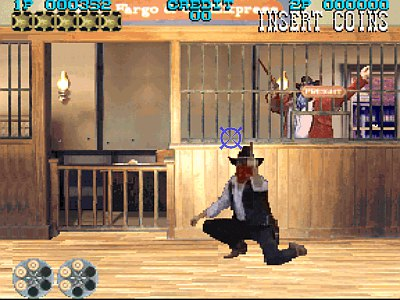 1P 000352 CREDIT 2P 000000
00
INSERT COINS
Fargo Express